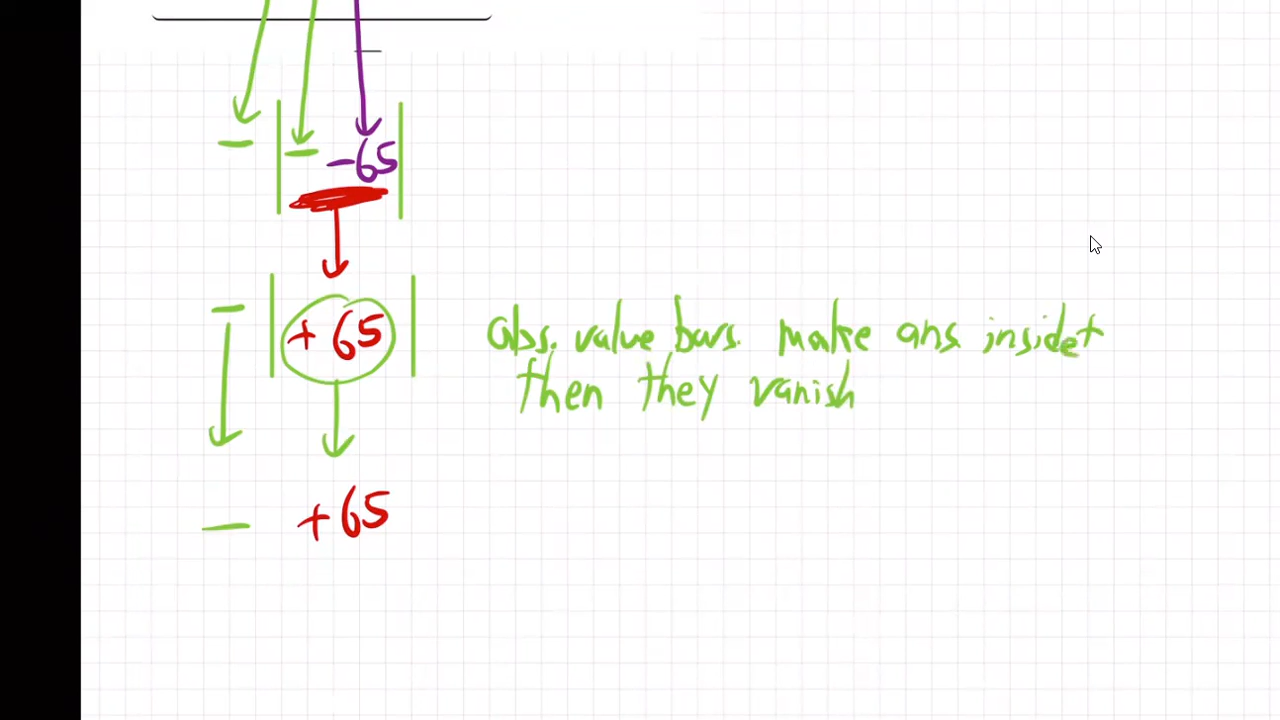 − | − −65 |
− | + 65 | abs. value bars. make ans. inside +
then they vanish
− + 65